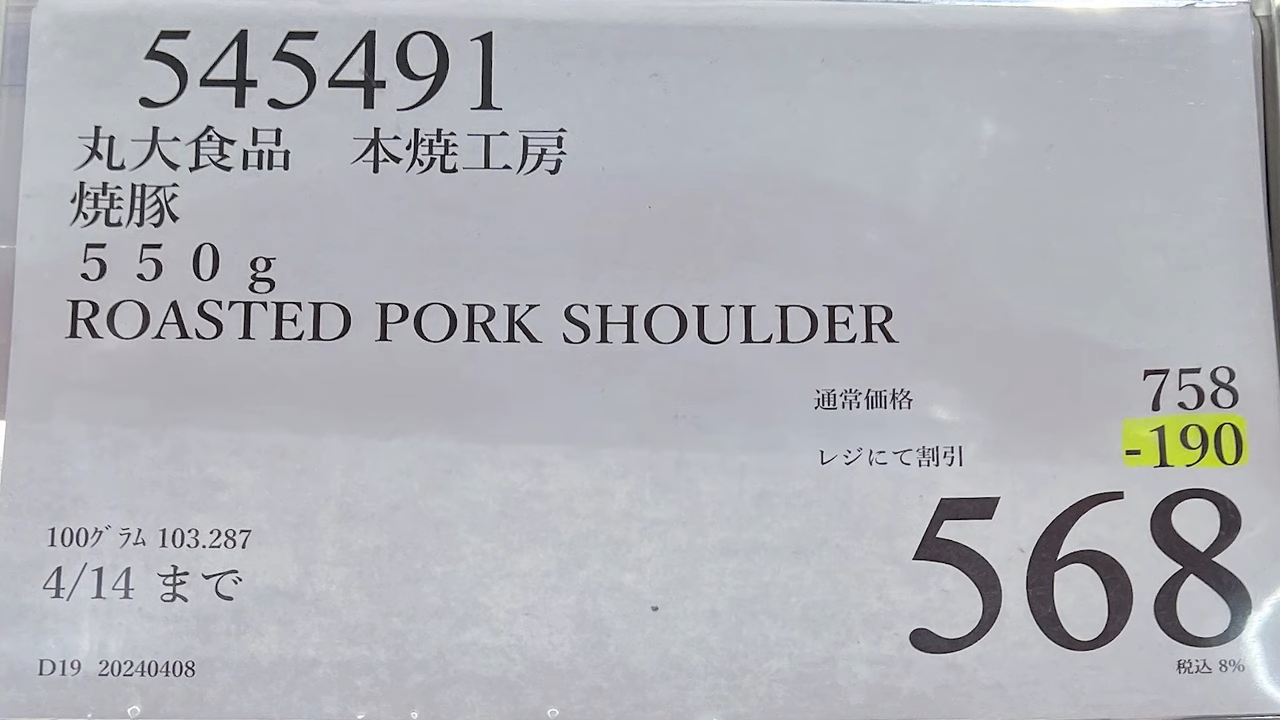 545491
丸大食品　本焼工房
焼豚
５５０ｇ
ROASTED PORK SHOULDER
通常価格 758
レジにて割引 -190
568
税込 8%
100ｸﾞﾗﾑ 103.287
4/14 まで
D19 20240408